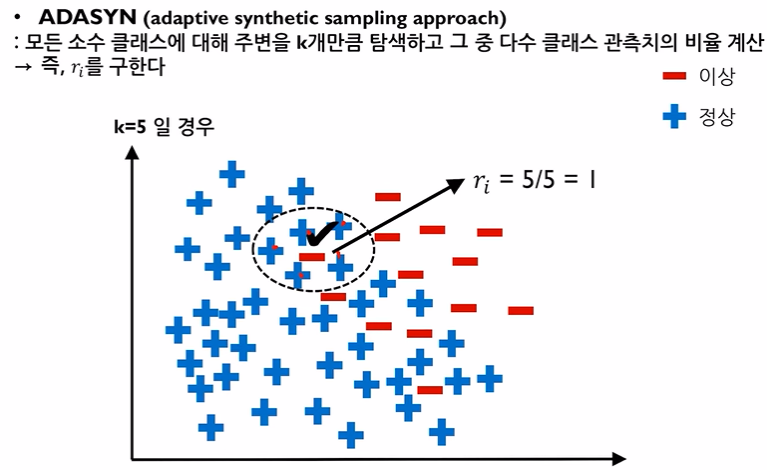 • ADASYN (adaptive synthetic sampling approach)
: 모든 소수 클래스에 대해 주변을 k개만큼 탐색하고 그 중 다수 클래스 관측치의 비율 계산
→ 즉, rᵢ를 구한다
이상
정상
k=5 일 경우
rᵢ = 5/5 = 1